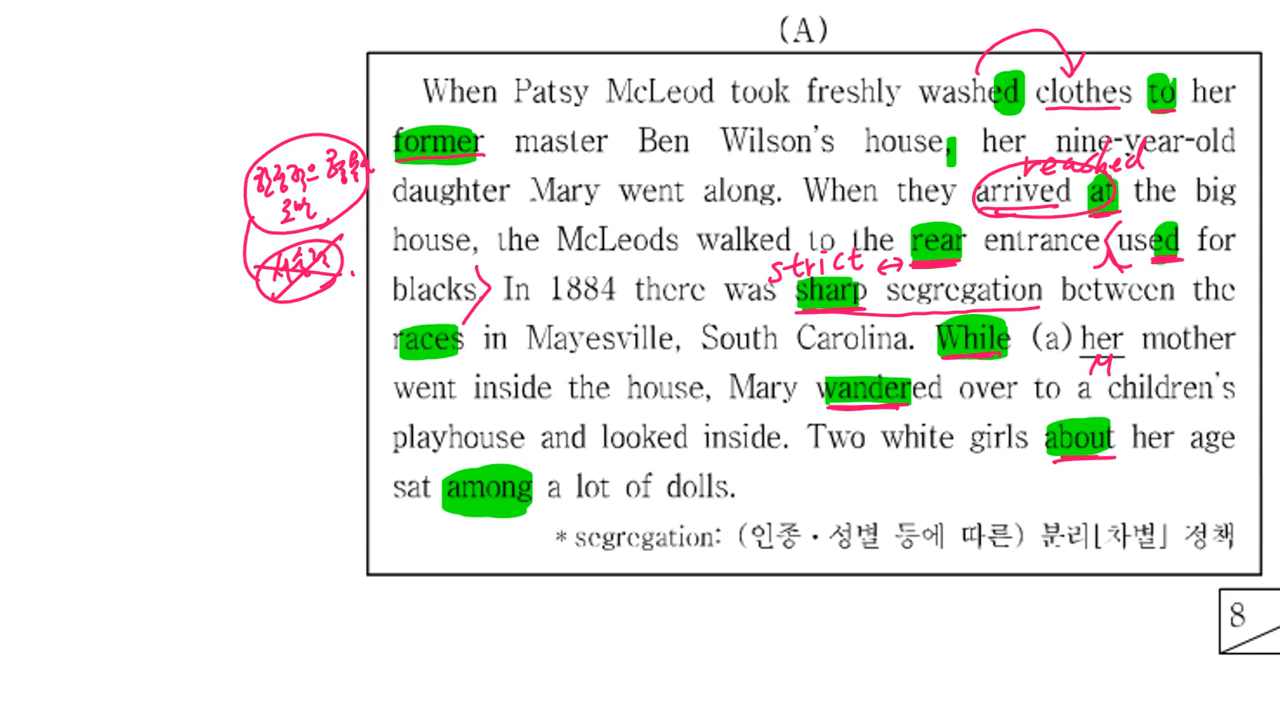 (A)
When Patsy McLeod took freshly washed clothes to her
former master Ben Wilson's house, her nine-year-old
reached
daughter Mary went along. When they arrived at the big
house, the McLeods walked to the rear entrance used for
strict ↔
blacks. In 1884 there was sharp segregation between the
races in Mayesville, South Carolina. While (a) her mother
M
went inside the house, Mary wandered over to a children's
playhouse and looked inside. Two white girls about her age
sat among a lot of dolls.
* segregation: (인종·성별 등에 따른) 분리[차별] 정책
8